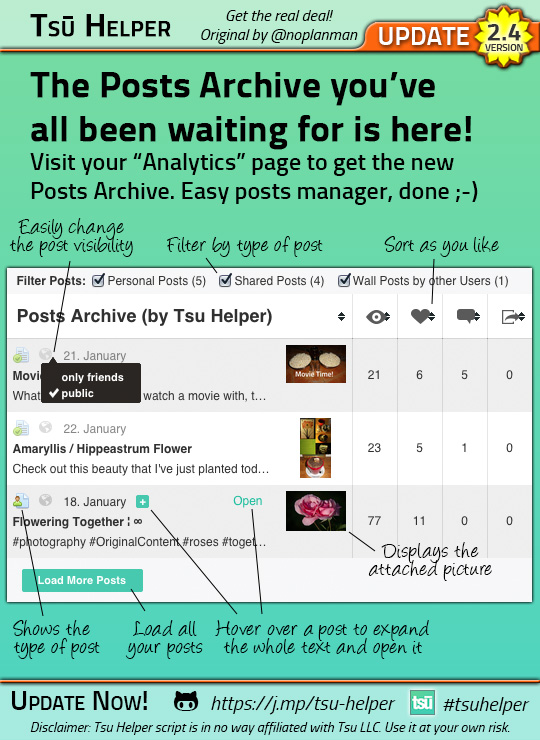 Tsū Helper
Get the real deal!
Original by @noplanman
UPDATE
2.4
VERSION
The Posts Archive you've
all been waiting for is here!
Visit your “Analytics” page to get the new
Posts Archive. Easy posts manager, done ;-)
Easily change
the post visibility
Filter by type of post
Sort as you like
Filter Posts: Personal Posts (5) Shared Posts (4) Wall Posts by other Users (1)
Posts Archive (by Tsu Helper)
21. January
only friends
public
Movi
What
watch a movie with, t...
Movie Time!
21 6 5 0
22. January
Amaryllis / Hippeastrum Flower
Check out this beauty that I've just planted tod...
23 5 1 0
18. January + Open
Flowering Together ¦ ∞
#photography #OriginalContent #roses #toget...
77 11 0 0
Load More Posts
Displays the
attached picture
Shows the
type of post
Load all
your posts
Hover over a post to expand
the whole text and open it
Update Now! https://j.mp/tsu-helper tsū #tsuhelper
Disclaimer: Tsu Helper script is in no way affiliated with Tsu LLC. Use it at your own risk.